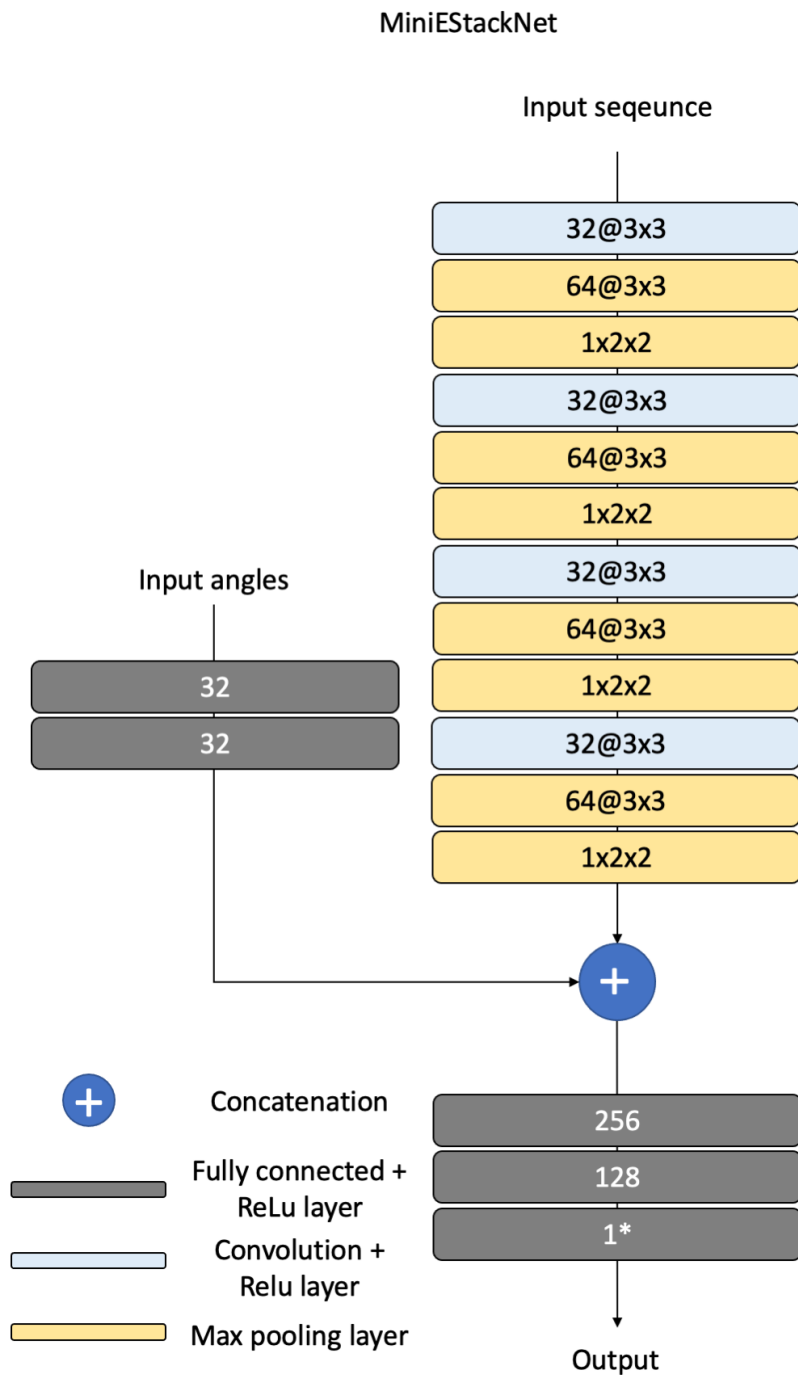 MiniEStackNet
Input seqeunce
32@3x3
64@3x3
1x2x2
32@3x3
64@3x3
1x2x2
32@3x3
64@3x3
1x2x2
32@3x3
64@3x3
1x2x2
Input angles
32
32
+
256
128
1*
Output
+
Concatenation
Fully connected +
ReLu layer
Convolution +
Relu layer
Max pooling layer